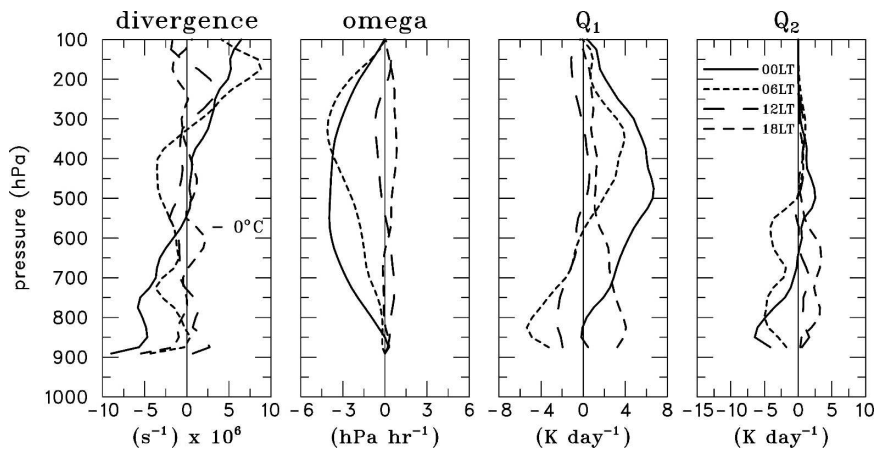 divergence omega Q₁ Q₂
100
200
300
400
500
600
700
800
900
1000
pressure (hPa)
– 0°C
00LT
06LT
12LT
18LT
−10 −5 0 5 10
−6 −3 0 3 6
−8 −4 0 4 8
−15 −10 −5 0 5 10
(s⁻¹) x 10⁶ (hPa hr⁻¹) (K day⁻¹) (K day⁻¹)